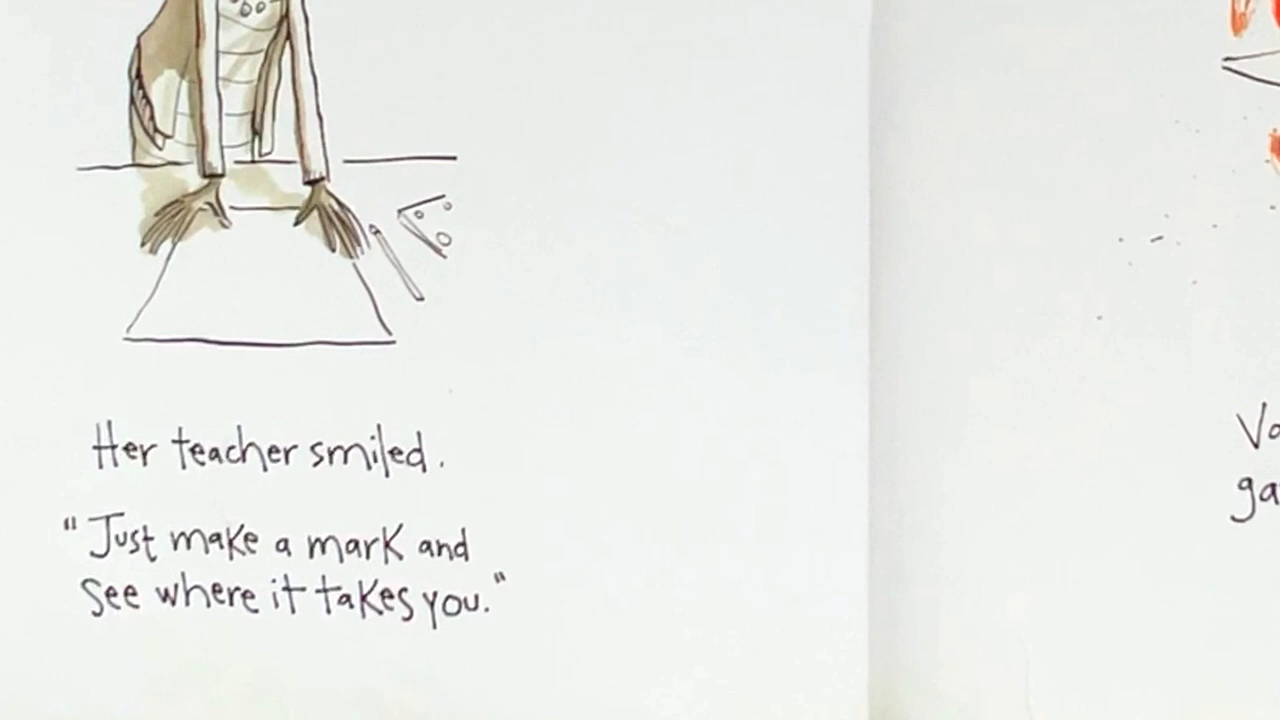 Her teacher smiled.
"Just make a mark and
see where it takes you."